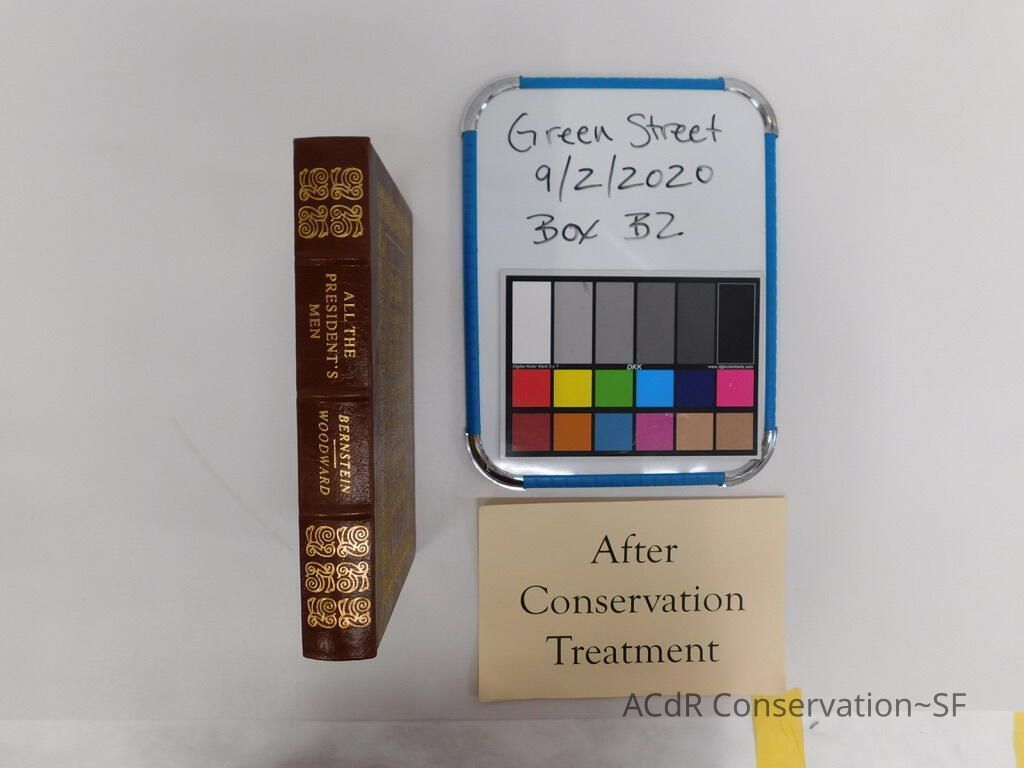 ALL THE
PRESIDENT'S
MEN
BERNSTEIN
WOODWARD
Green Street
9/2/2020
Box B2
DKK
After
Conservation
Treatment
ACdR Conservation~SF